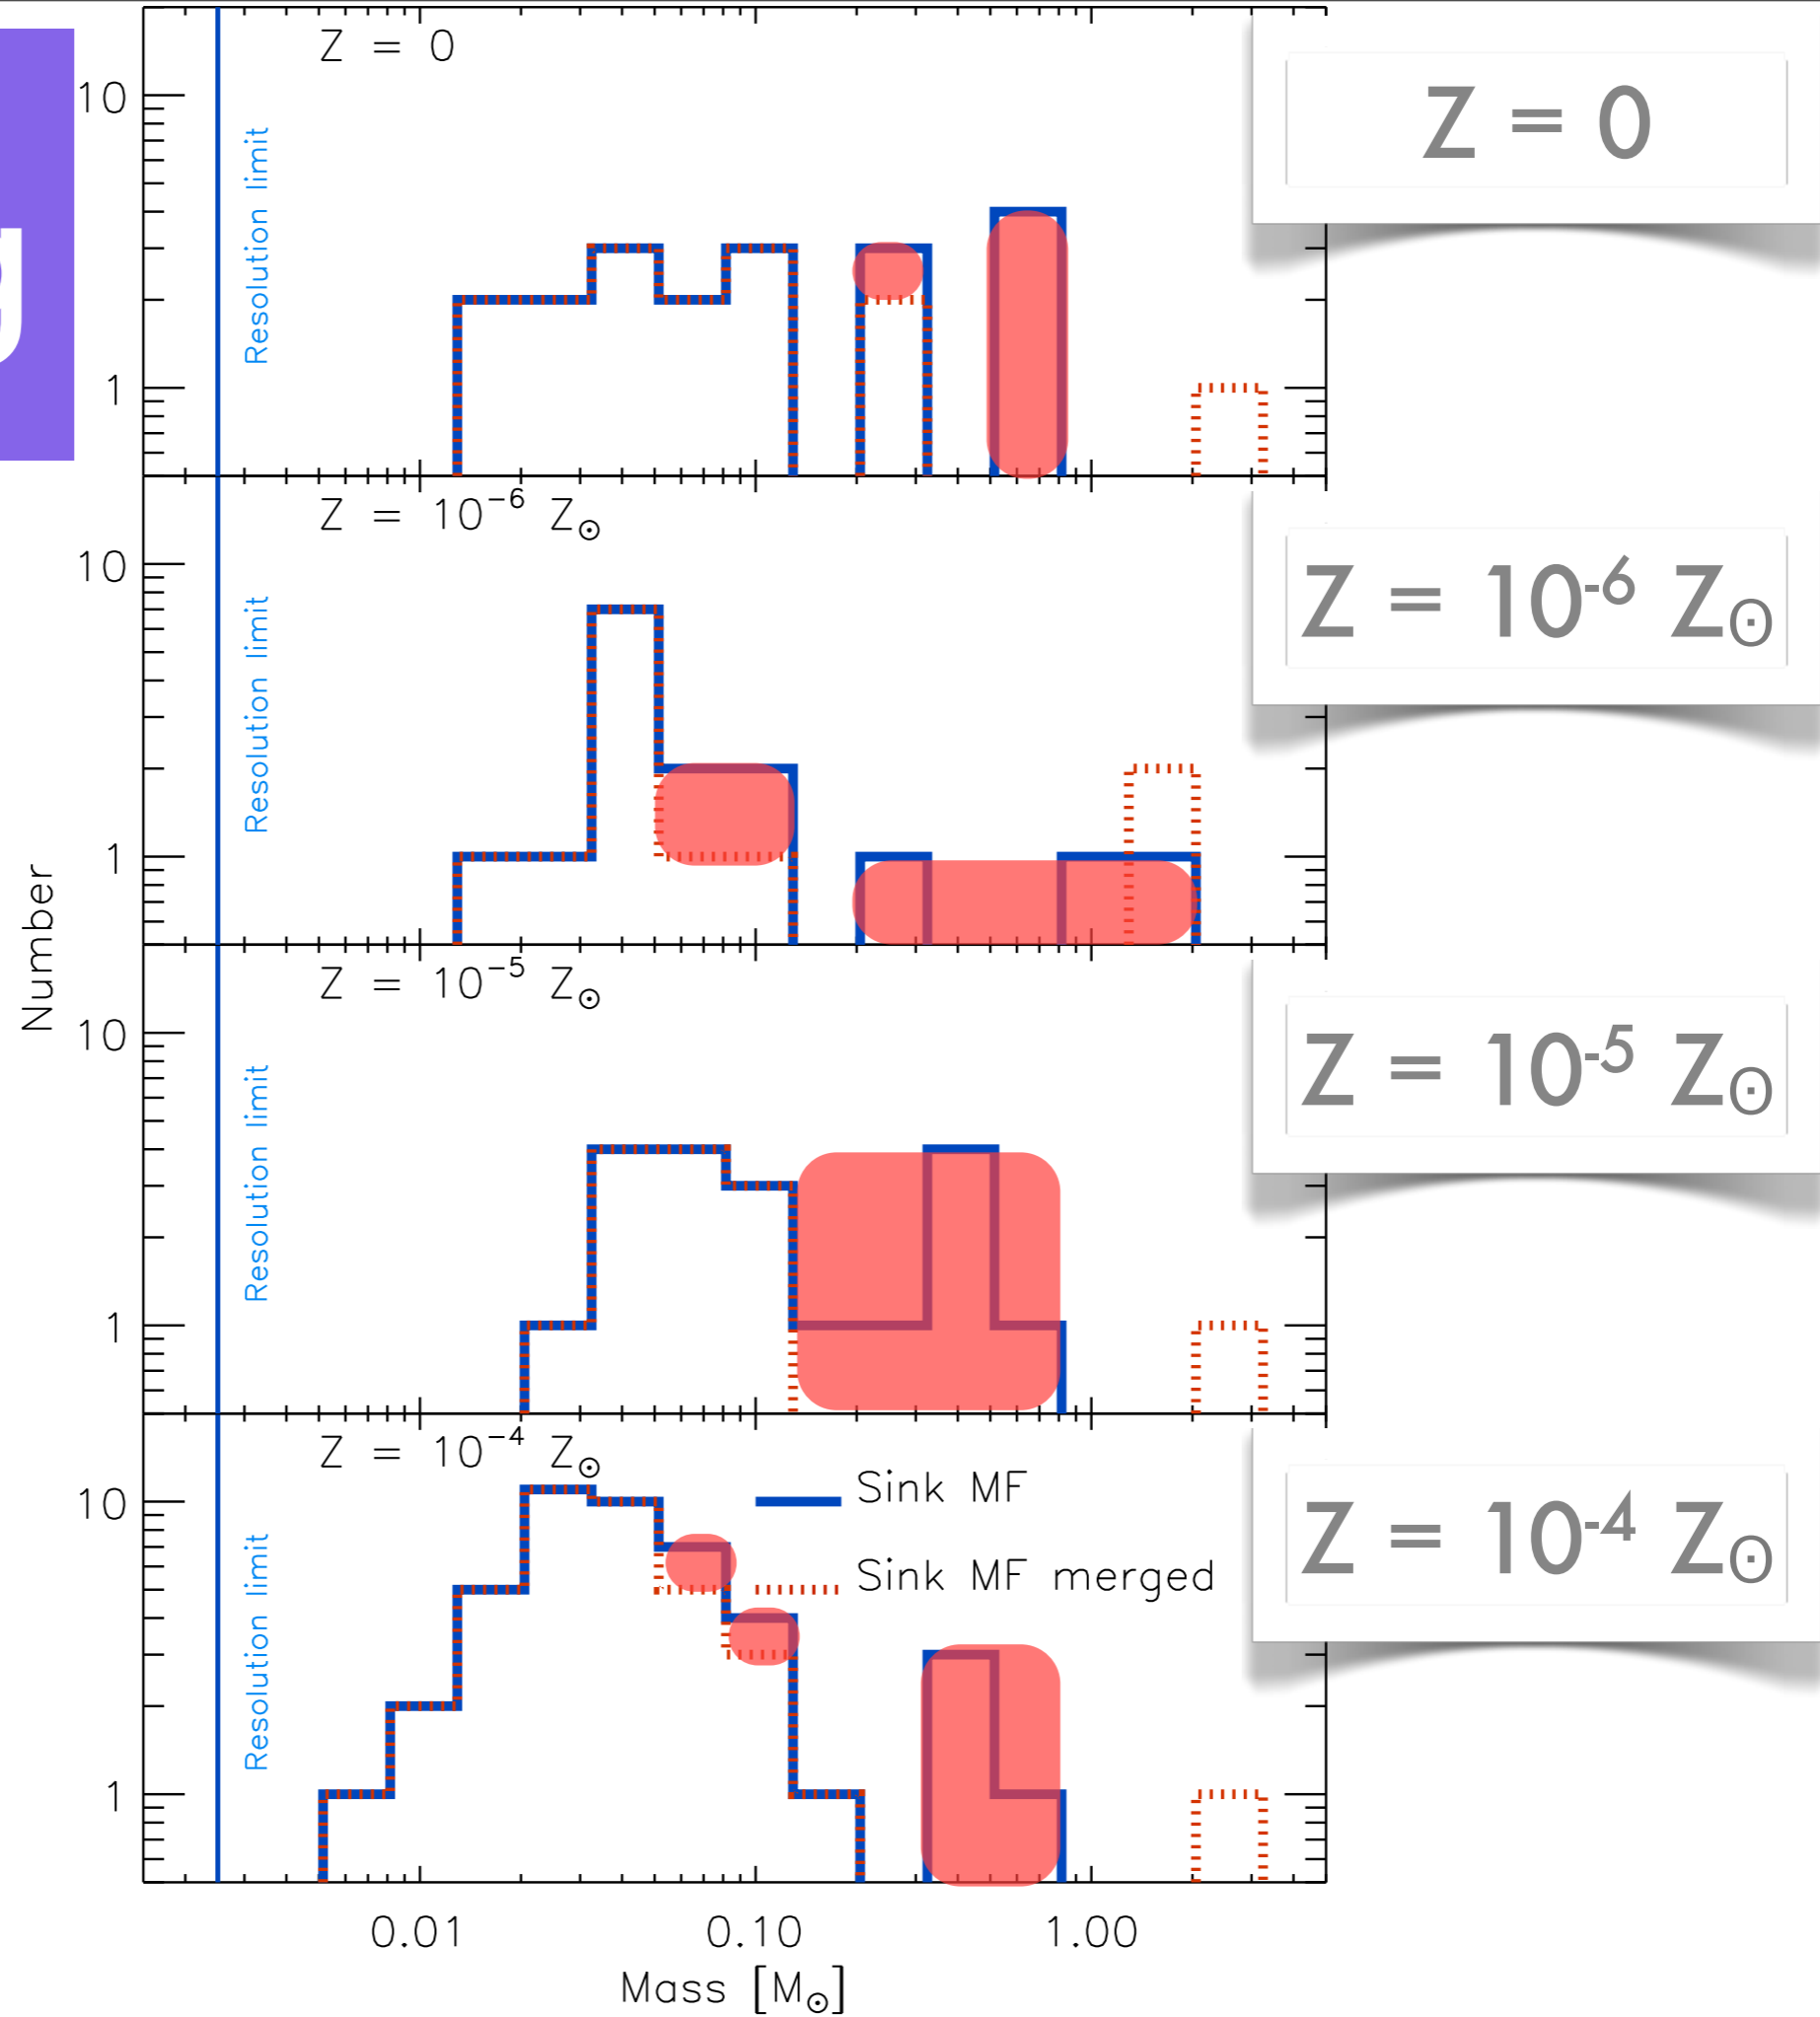 g
Z = 0
Z = 0
10
Resolution limit
1
Z = 10⁻⁶ Z⊙
Z = 10⁻⁶ Z⊙
10
Resolution limit
1
Number
Z = 10⁻⁵ Z⊙
Z = 10⁻⁵ Z⊙
10
Resolution limit
1
Z = 10⁻⁴ Z⊙
Z = 10⁻⁴ Z⊙
10
Sink MF
Sink MF merged
Resolution limit
1
0.01 0.10 1.00
Mass [M⊙]